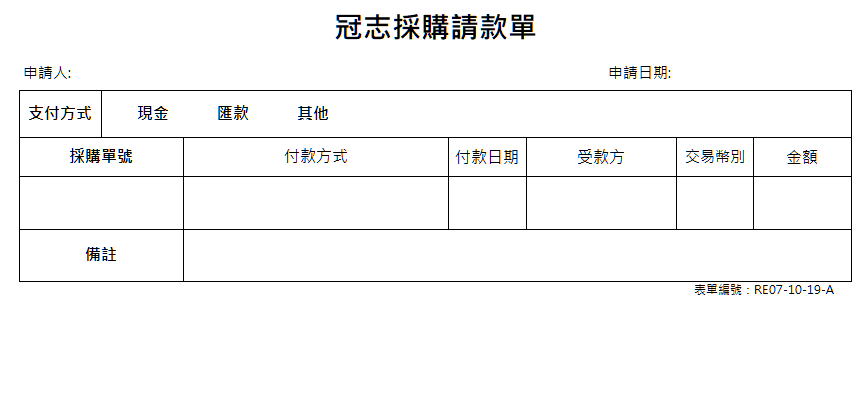 冠志採購請款單
申請人: 申請日期:
支付方式 現金 匯款 其他
採購單號 付款方式 付款日期 受款方 交易幣別 金額
備註
表單編號：RE07-10-19-A